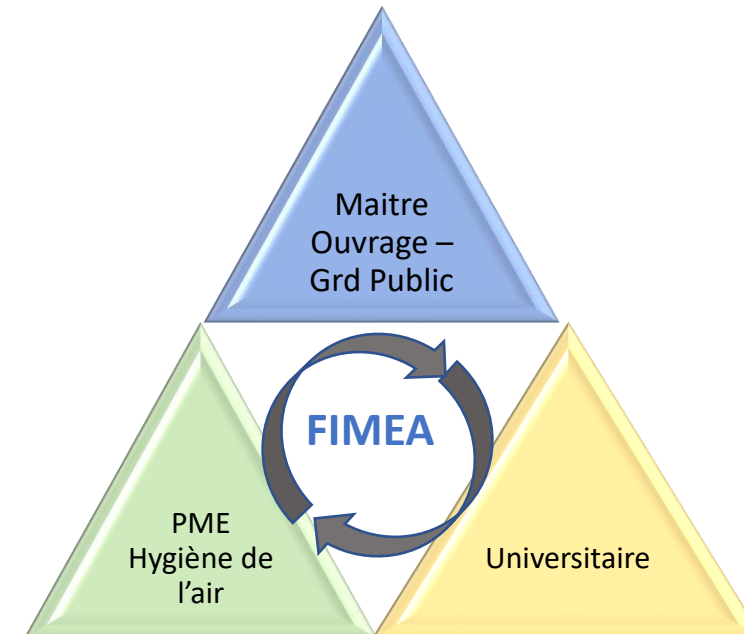 Maitre
Ouvrage –
Grd Public
FIMEA
PME
Hygiène de
l’air
Universitaire